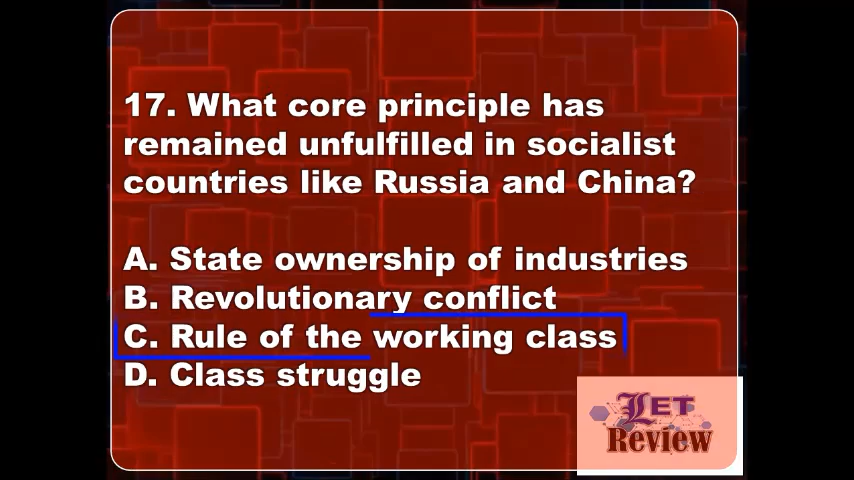 17. What core principle has
remained unfulfilled in socialist
countries like Russia and China?
A. State ownership of industries
B. Revolutionary conflict
C. Rule of the working class
D. Class struggle
LET
Review